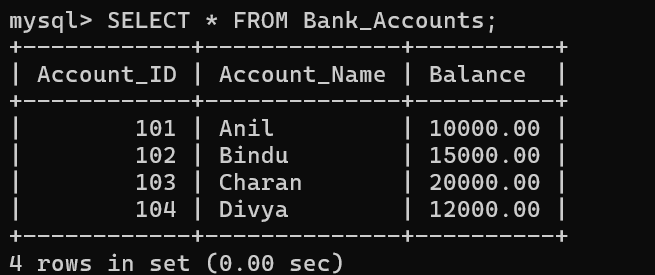 mysql> SELECT * FROM Bank_Accounts;
+------------+--------------+----------+
| Account_ID | Account_Name | Balance  |
+------------+--------------+----------+
|        101 | Anil         | 10000.00 |
|        102 | Bindu        | 15000.00 |
|        103 | Charan       | 20000.00 |
|        104 | Divya        | 12000.00 |
+------------+--------------+----------+
4 rows in set (0.00 sec)